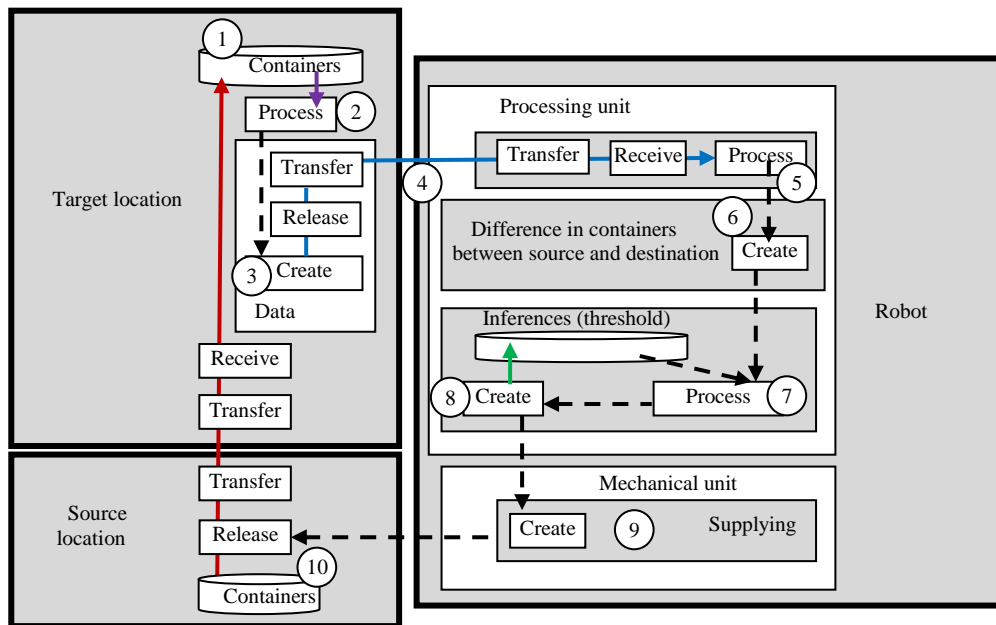 1
Containers
Process
2
Transfer
Target location
Release
3
Create
Data
Receive
Transfer
Transfer
Source
location
Release
10
Containers
Processing unit
Transfer
Receive
Process
4
5
6
Difference in containers
between source and destination
Create
Robot
Inferences (threshold)
8
Create
Process
7
Mechanical unit
Create
9
Supplying